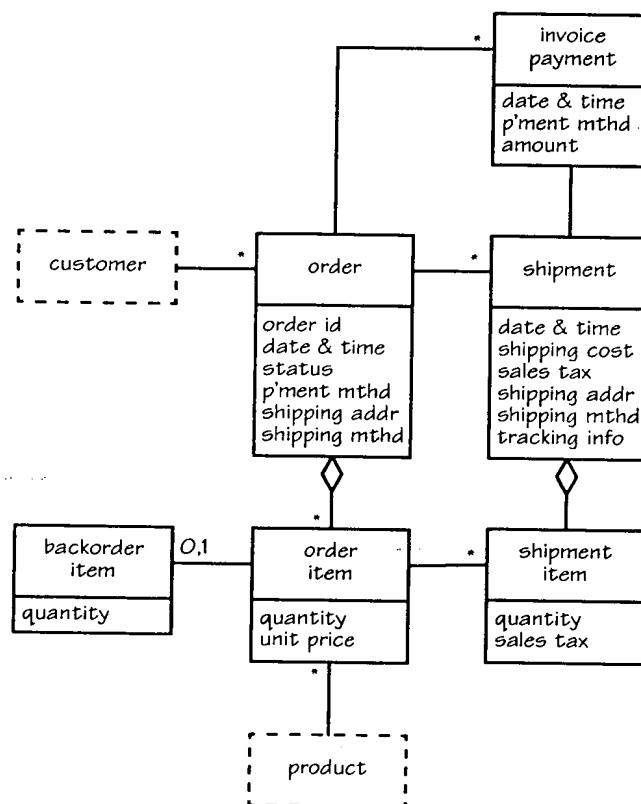 *
invoice
payment
date & time
p'ment mthd
amount
customer
*
order
*
shipment
order id
date & time
status
p'ment mthd
shipping addr
shipping mthd
date & time
shipping cost
sales tax
shipping addr
shipping mthd
tracking info
*
backorder
item
0,1
order
item
*
shipment
item
quantity
quantity
unit price
quantity
sales tax
*
product